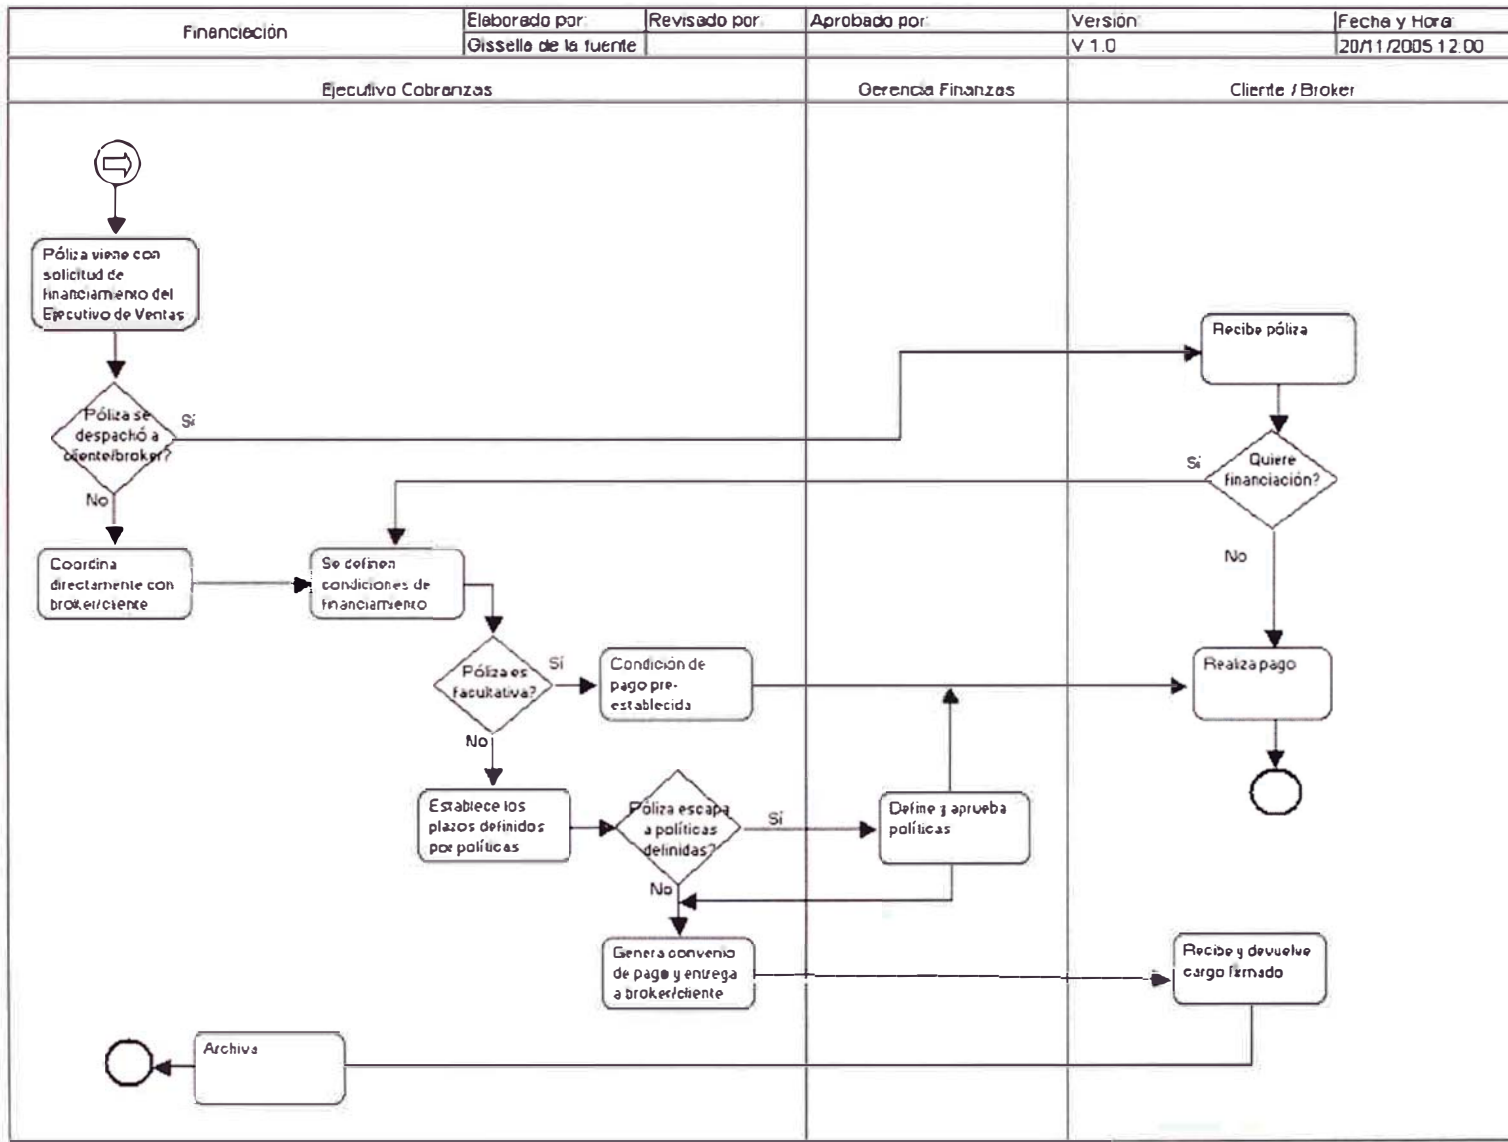 Financiación
Elaborado por:
Revisado por:
Aprobado por:
Versión:
Fecha y Hora:
Gissella de la fuente
V 1.0
20/11/2005 12:00
Ejecutivo Cobranzas
Gerencia Finanzas
Cliente / Broker
Póliza viene con
solicitud de
financiamiento del
Ejecutivo de Ventas
Recibe póliza
Póliza se
despachó a
cliente/broker?
Sí
No
Quiere
financiación?
Sí
No
Coordina
directamente con
broker/cliente
Se definen
condiciones de
financiamiento
Póliza es
facultativa?
Sí
No
Condición de
pago pre-
establecida
Realiza pago
Establece los
plazos definidos
por políticas
Póliza escapa
a políticas
definidas?
Sí
No
Define y aprueba
políticas
Genera convenio
de pago y entrega
a broker/cliente
Recibe y devuelve
cargo firmado
Archiva